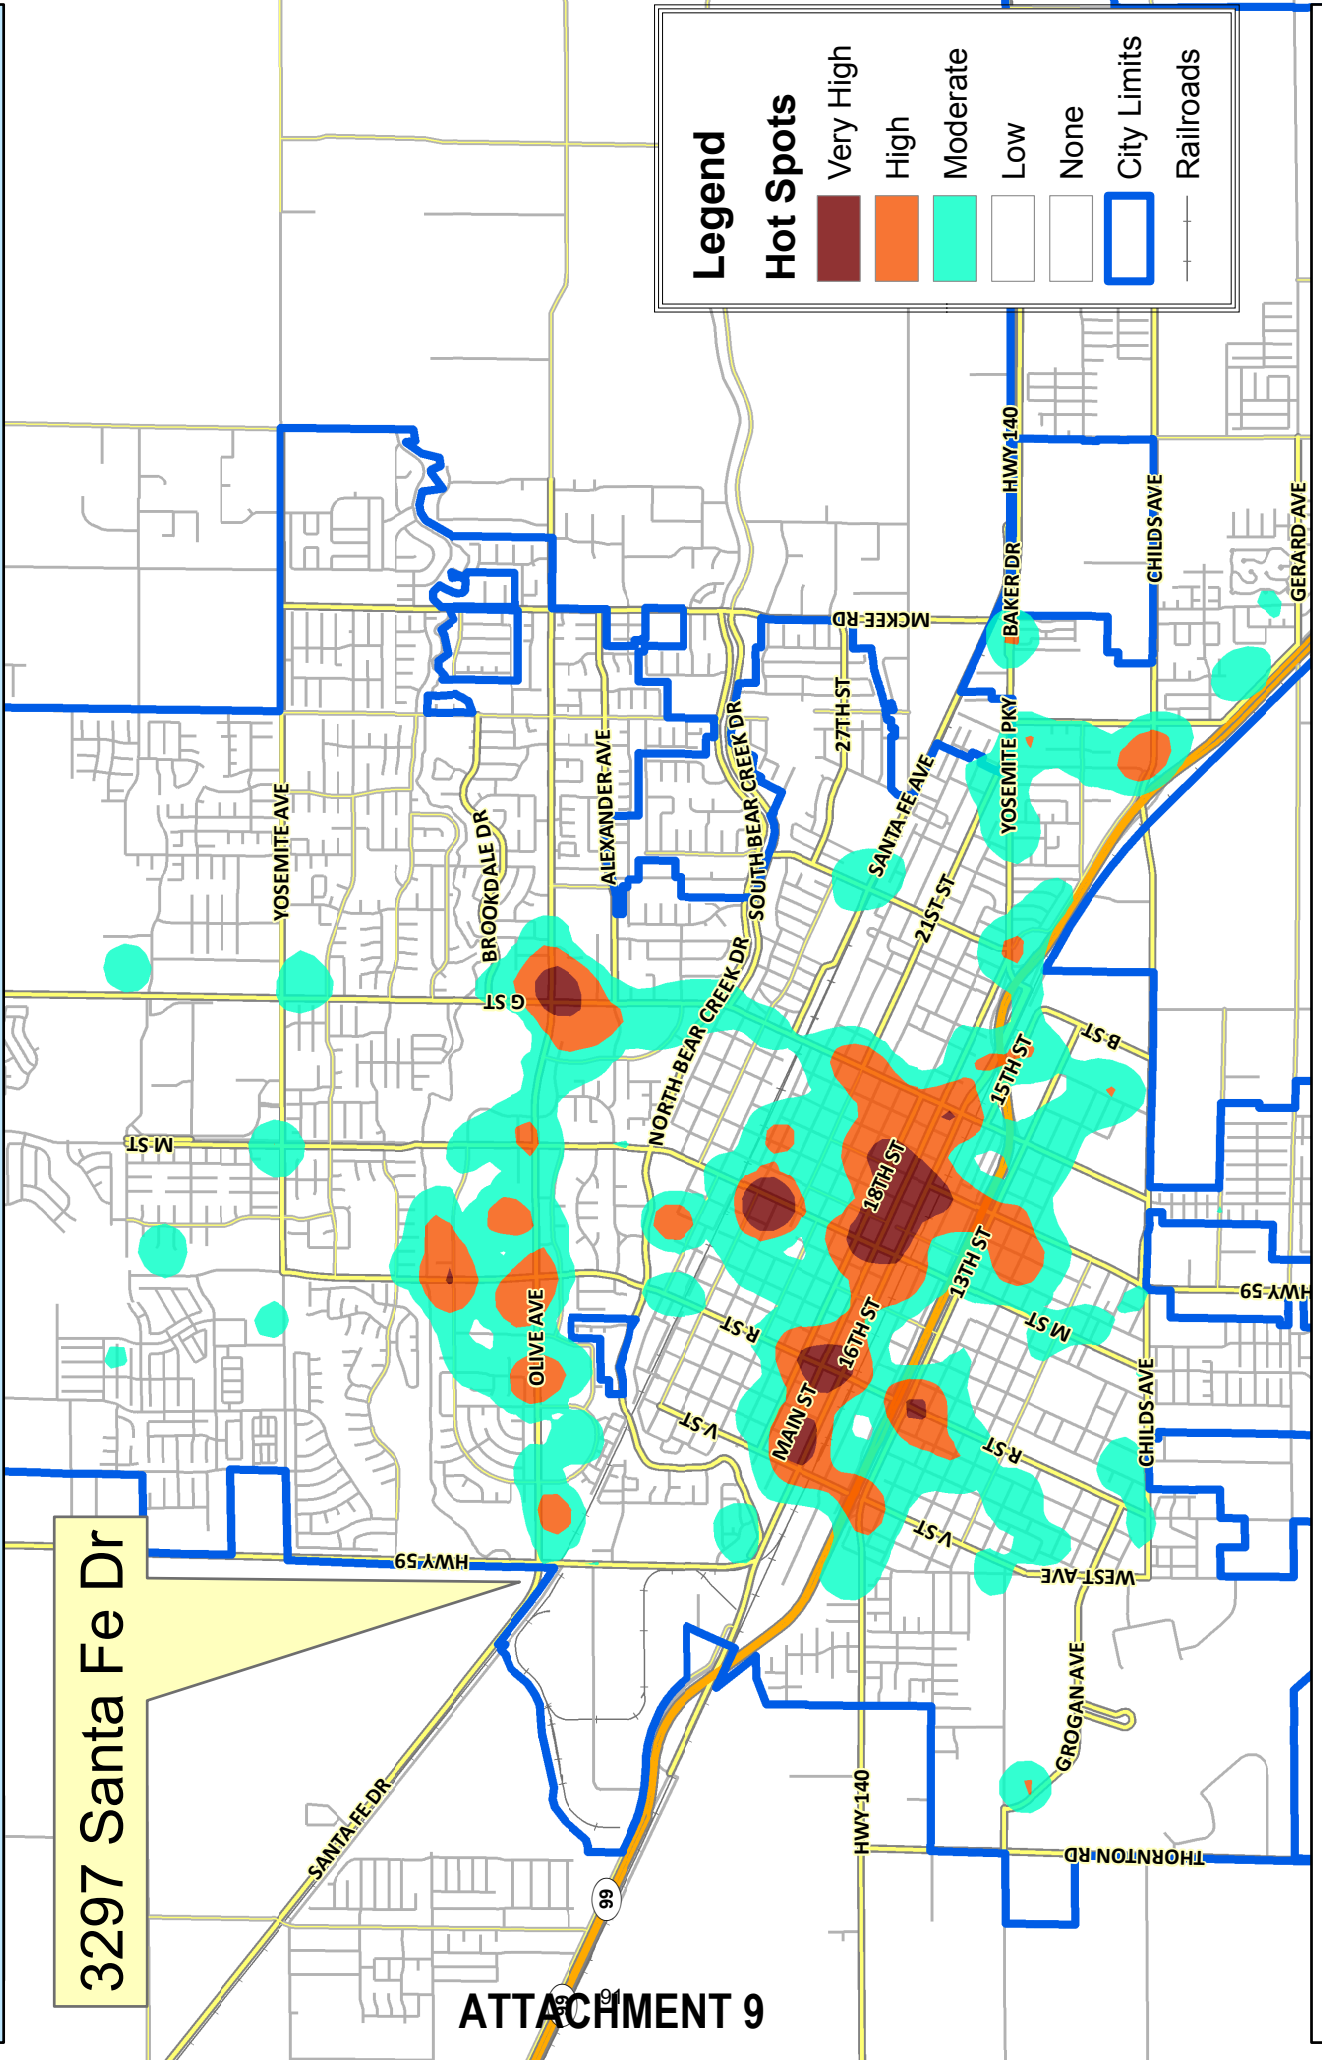 3297 Santa Fe Dr
Legend
Hot Spots
Very High
High
Moderate
Low
None
City Limits
Railroads
YOSEMITE AVE
M ST
G ST
BROOKDALE DR
ALEXANDER AVE
OLIVE AVE
HWY 59
SANTA FE DR
NORTH BEAR CREEK DR
SOUTH BEAR CREEK DR
MCKEE RD
27TH ST
SANTA FE AVE
21ST ST
YOSEMITE PKY
BAKER DR
HWY 140
CHILDS AVE
GERARD AVE
R ST
V ST
18TH ST
16TH ST
MAIN ST
15TH ST
13TH ST
B ST
M ST
R ST
V ST
WEST AVE
CHILDS AVE
HWY 59
GROGAN AVE
HWY 140
THORNTON RD
99
99
91
ATTACHMENT 9